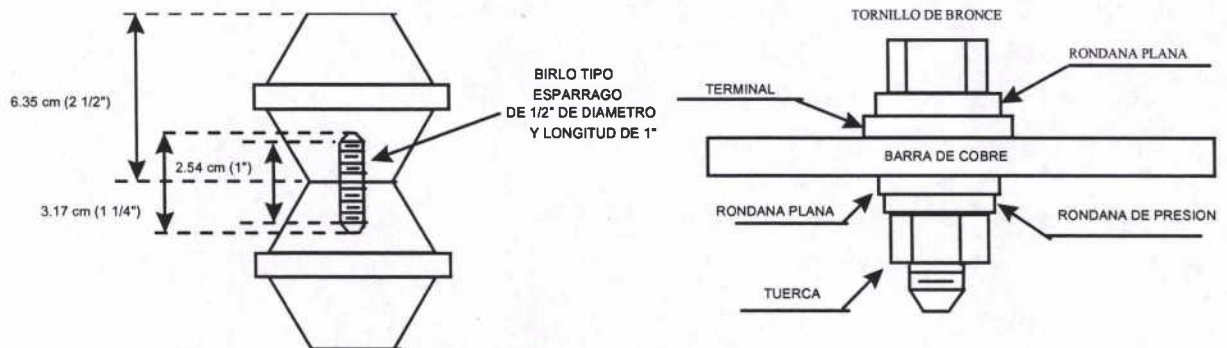 6.35 cm (2 1/2")
2.54 cm (1")
3.17 cm (1 1/4")
BIRLO TIPO
ESPARRAGO
DE 1/2" DE DIAMETRO
Y LONGITUD DE 1"
TORNILLO DE BRONCE
RONDANA PLANA
TERMINAL
BARRA DE COBRE
RONDANA PLANA
RONDANA DE PRESION
TUERCA